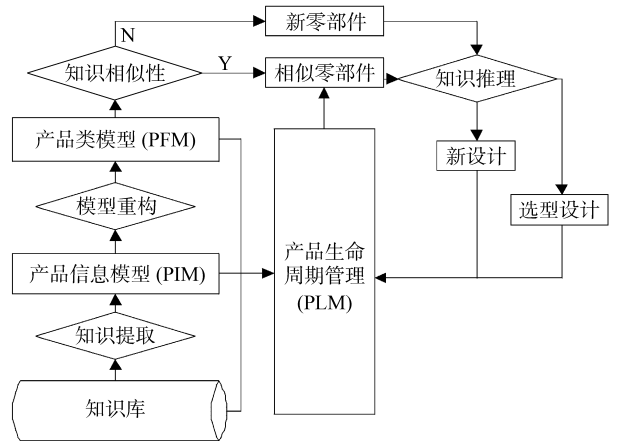 新零部件
N
知识相似性
Y
相似零部件
知识推理
产品类模型 (PFM)
新设计
模型重构
选型设计
产品生命
周期管理
(PLM)
产品信息模型 (PIM)
知识提取
知识库